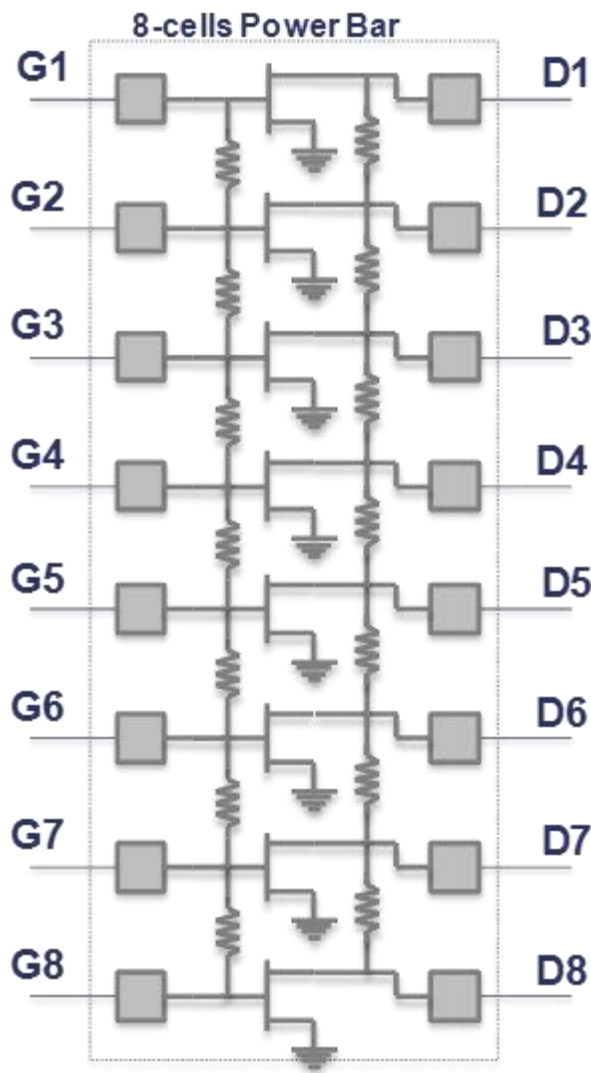 8-cells Power Bar
G1 D1
G2 D2
G3 D3
G4 D4
G5 D5
G6 D6
G7 D7
G8 D8